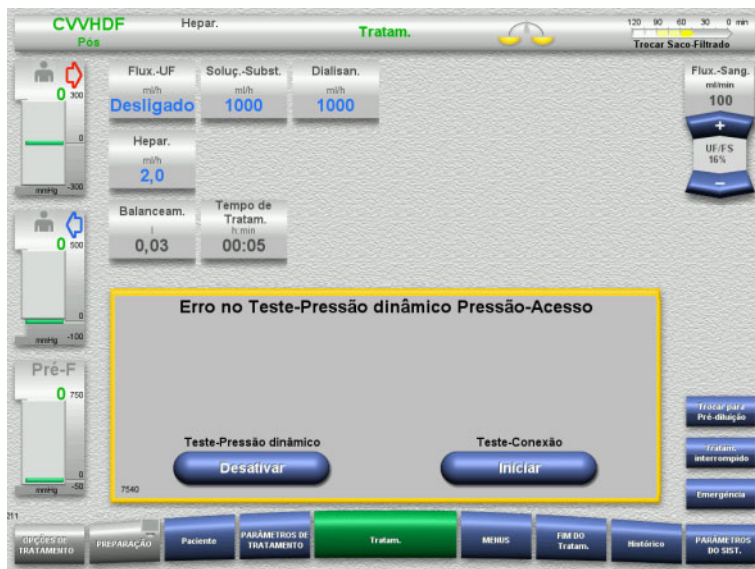 CVVHDF
Pós
Hepar.
Tratam.
120 90 60 30 0 min
Trocar Saco-Filtrado
0
300
0
-300
mmHg
Flux.-UF
ml/h
Desligado
Soluç.-Subst.
ml/h
1000
Dialisan.
ml/h
1000
Flux.-Sang.
ml/min
100
+
UF/FS
16%
–
Hepar.
ml/h
2,0
Balanceam.
l
0,03
Tempo de
Tratam.
h:min
00:05
0
500
0
-100
mmHg
Erro no Teste-Pressão dinâmico Pressão-Acesso
Teste-Pressão dinâmico
Desativar
Teste-Conexão
Iniciar
7540
Pré-F
0
750
0
-50
mmHg
Trocar para
Pré-diluição
Tratam.
interrompido
Emergência
211
OPÇÕES DE
TRATAMENTO
PREPARAÇÃO
Paciente
PARÂMETROS DE
TRATAMENTO
Tratam.
MENUS
FIM DO
Tratam.
Histórico
PARÂMETROS
DO SIST.